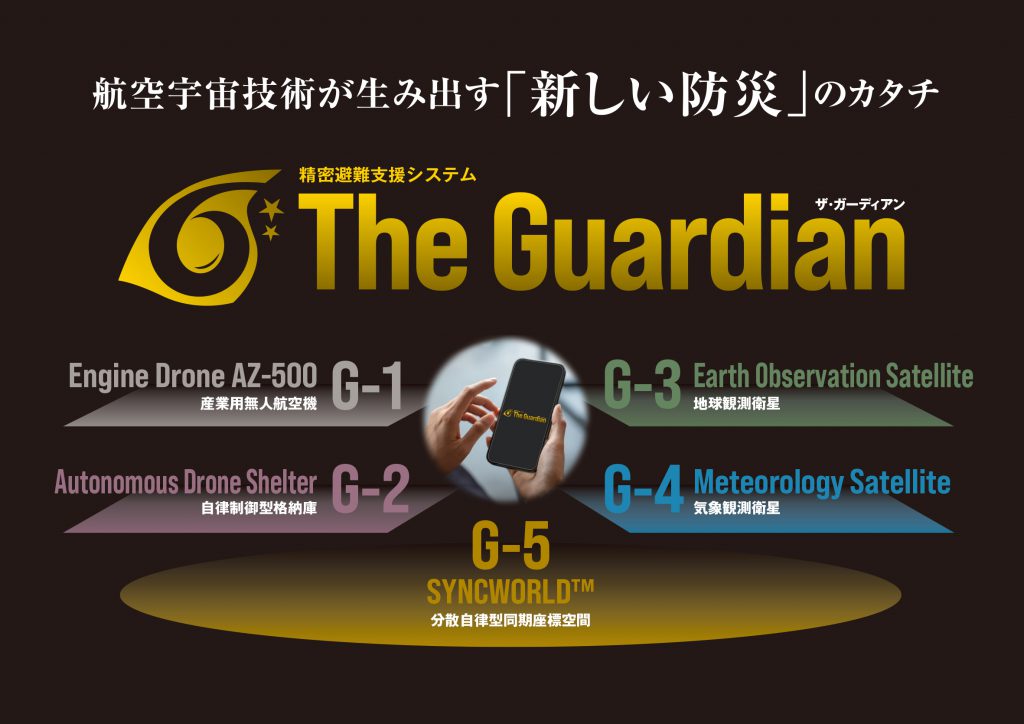 航空宇宙技術が生み出す「新しい防災」のカタチ
精密避難支援システム
ザ・ガーディアン
The Guardian
Engine Drone AZ-500
産業用無人航空機
G-1
G-3
Earth Observation Satellite
地球観測衛星
The Guardian
Autonomous Drone Shelter
自律制御型格納庫
G-2
G-4
Meteorology Satellite
気象観測衛星
G-5
SYNCWORLD™
分散自律型同期座標空間